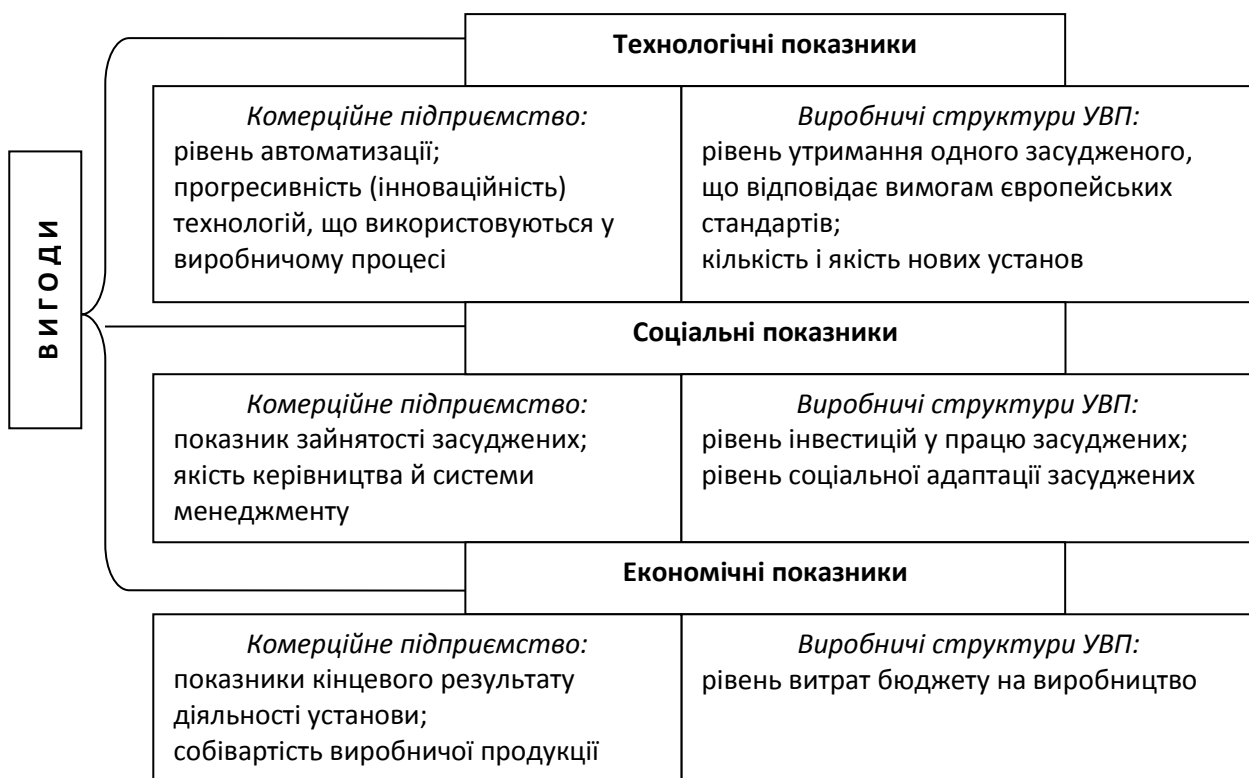 ВИГОДИ
Технологічні показники
Комерційне підприємство:
рівень автоматизації;
прогресивність (інноваційність)
технологій, що використовуються у
виробничому процесі
Виробничі структури УВП:
рівень утримання одного засудженого,
що відповідає вимогам європейських
стандартів;
кількість і якість нових установ
Соціальні показники
Комерційне підприємство:
показник зайнятості засуджених;
якість керівництва й системи
менеджменту
Виробничі структури УВП:
рівень інвестицій у працю засуджених;
рівень соціальної адаптації засуджених
Економічні показники
Комерційне підприємство:
показники кінцевого результату
діяльності установи;
собівартість виробничої продукції
Виробничі структури УВП:
рівень витрат бюджету на виробництво